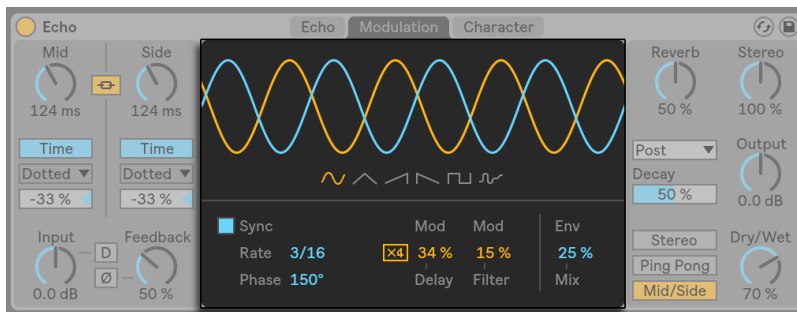 Echo
Echo Modulation Character
Mid Side
124 ms 124 ms
Time Time
Dotted Dotted
-33 % -33 %
Input D Feedback
Ø
0.0 dB 50 %
Sync Mod Mod Env
Rate 3/16 ×4 34 % 15 % 25 %
Phase 150° Delay Filter Mix
Reverb Stereo
50 % 100 %
Post Output
Decay
50 % 0.0 dB
Stereo Dry/Wet
Ping Pong
Mid/Side 70 %